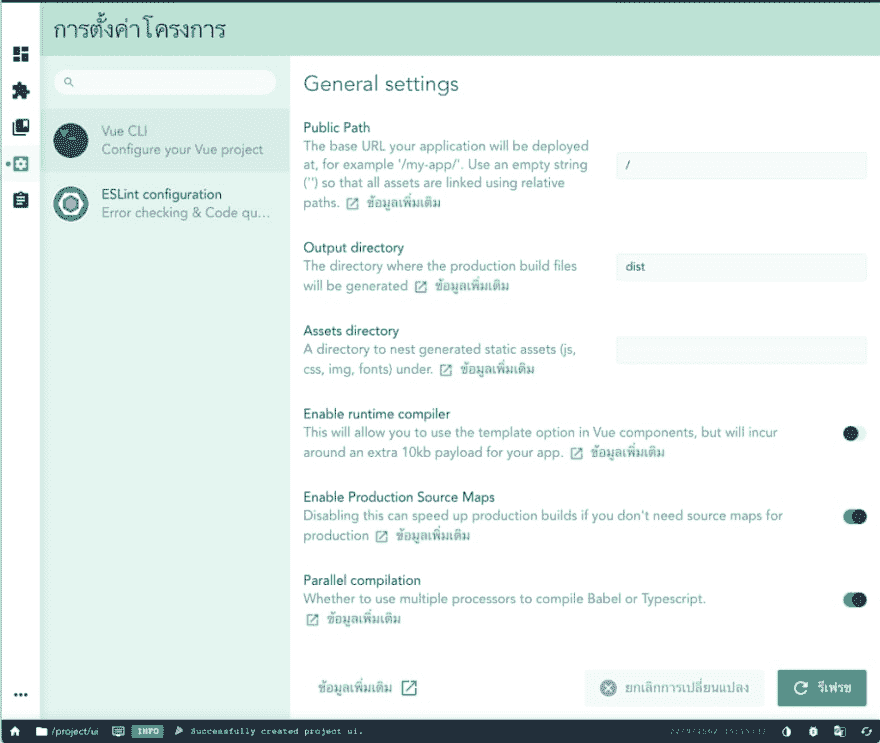 การตั้งค่าโครงการ
Vue CLI
Configure your Vue project
ESLint configuration
Error checking & Code qu...
General settings
Public Path
The base URL your application will be deployed
at, for example '/my-app/'. Use an empty string
('') so that all assets are linked using relative
paths. ข้อมูลเพิ่มเติม
/
Output directory
The directory where the production build files
will be generated ข้อมูลเพิ่มเติม
dist
Assets directory
A directory to nest generated static assets (js,
css, img, fonts) under. ข้อมูลเพิ่มเติม
Enable runtime compiler
This will allow you to use the template option in Vue components, but will incur
around an extra 10kb payload for your app. ข้อมูลเพิ่มเติม
Enable Production Source Maps
Disabling this can speed up production builds if you don't need source maps for
production ข้อมูลเพิ่มเติม
Parallel compilation
Whether to use multiple processors to compile Babel or Typescript.
ข้อมูลเพิ่มเติม
ข้อมูลเพิ่มเติม
ยกเลิกการเปลี่ยนแปลง
รีเฟรช
/project/ui
INFO
Successfully created project ui.